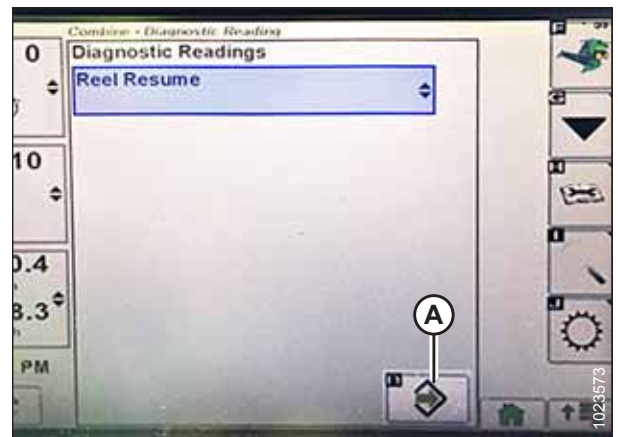 Combine - Diagnostic Reading
Diagnostic Readings
Reel Resume
0
10
0.4
8.3
h
PM
A
1023573